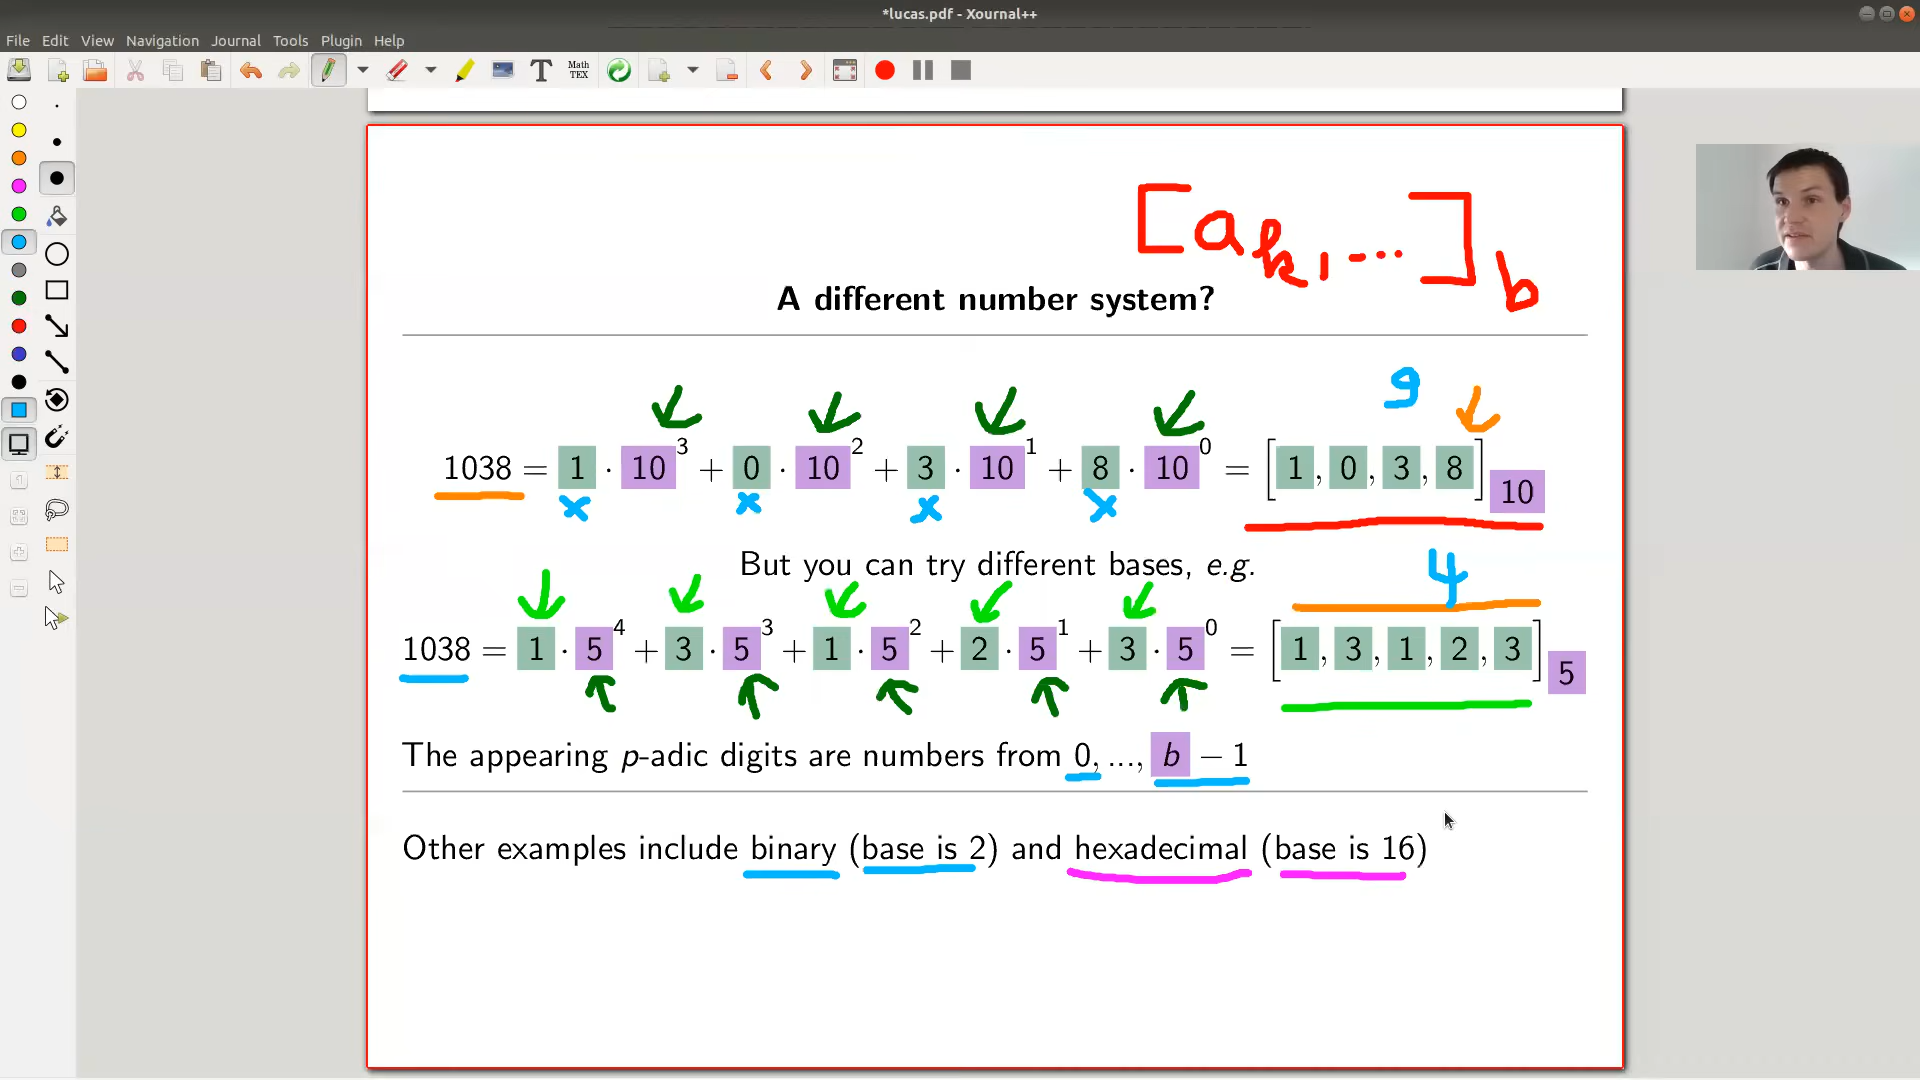 *lucas.pdf - Xournal++
File Edit View Navigation Journal Tools Plugin Help
Math TEX
[a_k, ...]_b
A different number system?
9
1038 = 1 · 10^3 + 0 · 10^2 + 3 · 10^1 + 8 · 10^0 = [1, 0, 3, 8]_10
x x x x
But you can try different bases, e.g.
4
1038 = 1 · 5^4 + 3 · 5^3 + 1 · 5^2 + 2 · 5^1 + 3 · 5^0 = [1, 3, 1, 2, 3]_5
The appearing p-adic digits are numbers from 0, ..., b − 1
Other examples include binary (base is 2) and hexadecimal (base is 16)